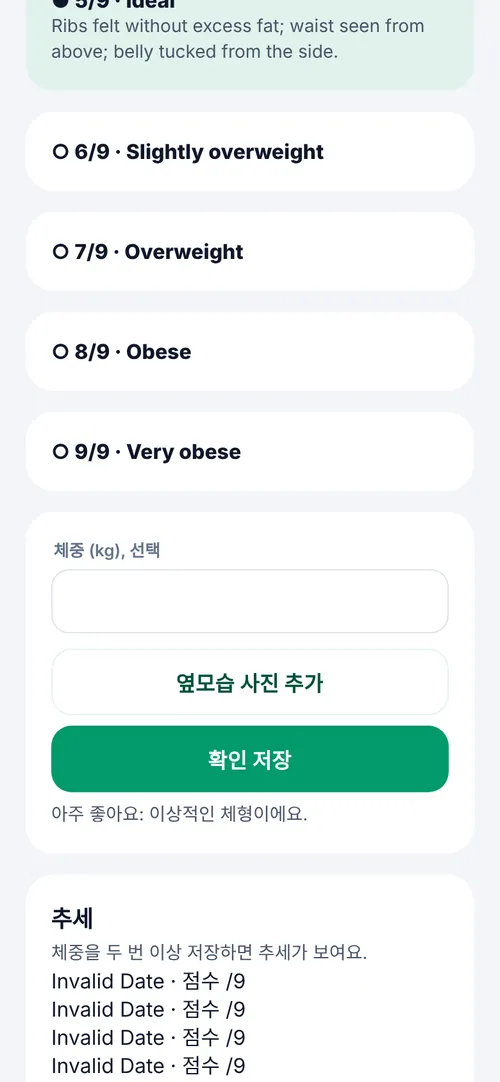 5/9 · Ideal
Ribs felt without excess fat; waist seen from
above; belly tucked from the side.
6/9 · Slightly overweight
7/9 · Overweight
8/9 · Obese
9/9 · Very obese
체중 (kg), 선택
옆모습 사진 추가
확인 저장
아주 좋아요: 이상적인 체형이에요.
추세
체중을 두 번 이상 저장하면 추세가 보여요.
Invalid Date · 점수 /9
Invalid Date · 점수 /9
Invalid Date · 점수 /9
Invalid Date · 점수 /9